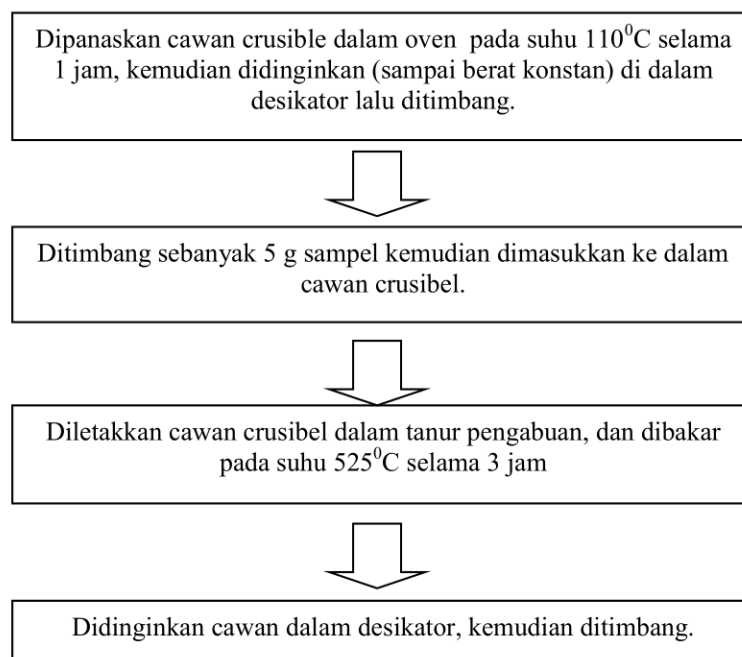 Dipanaskan cawan crusible dalam oven pada suhu 110⁰C selama
1 jam, kemudian didinginkan (sampai berat konstan) di dalam
desikator lalu ditimbang.
Ditimbang sebanyak 5 g sampel kemudian dimasukkan ke dalam
cawan crusibel.
Diletakkan cawan crusibel dalam tanur pengabuan, dan dibakar
pada suhu 525⁰C selama 3 jam
Didinginkan cawan dalam desikator, kemudian ditimbang.